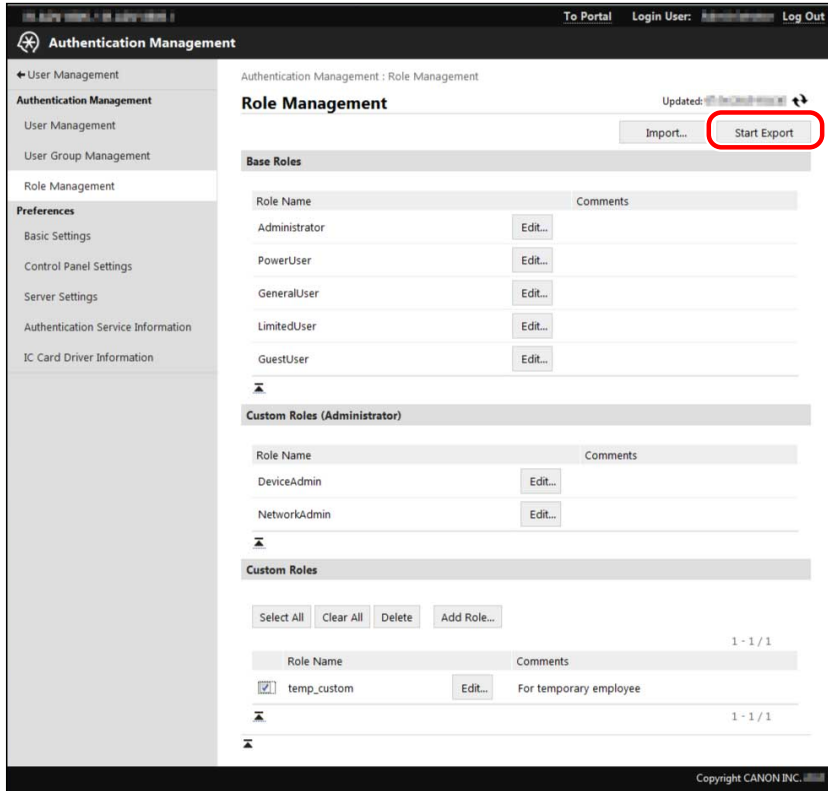 To Portal Login User: Log Out
Authentication Management
User Management
Authentication Management
User Management
User Group Management
Role Management
Preferences
Basic Settings
Control Panel Settings
Server Settings
Authentication Service Information
IC Card Driver Information
Authentication Management : Role Management
Role Management
Updated:
Import... Start Export
Base Roles
Role Name Comments
Administrator Edit...
PowerUser Edit...
GeneralUser Edit...
LimitedUser Edit...
GuestUser Edit...
Custom Roles (Administrator)
Role Name Comments
DeviceAdmin Edit...
NetworkAdmin Edit...
Custom Roles
Select All Clear All Delete Add Role...
1 - 1 / 1
Role Name Comments
temp_custom Edit... For temporary employee
1 - 1 / 1
Copyright CANON INC.